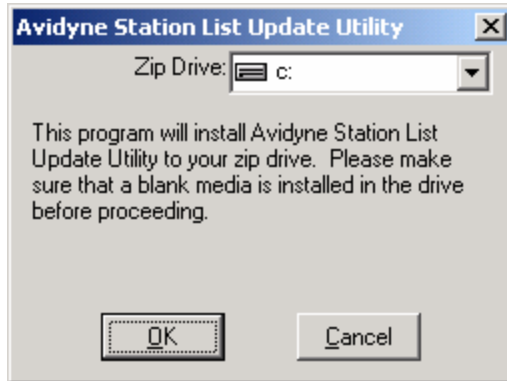 Avidyne Station List Update Utility
Zip Drive: c:
This program will install Avidyne Station List
Update Utility to your zip drive.  Please make
sure that a blank media is installed in the drive
before proceeding.
OK Cancel